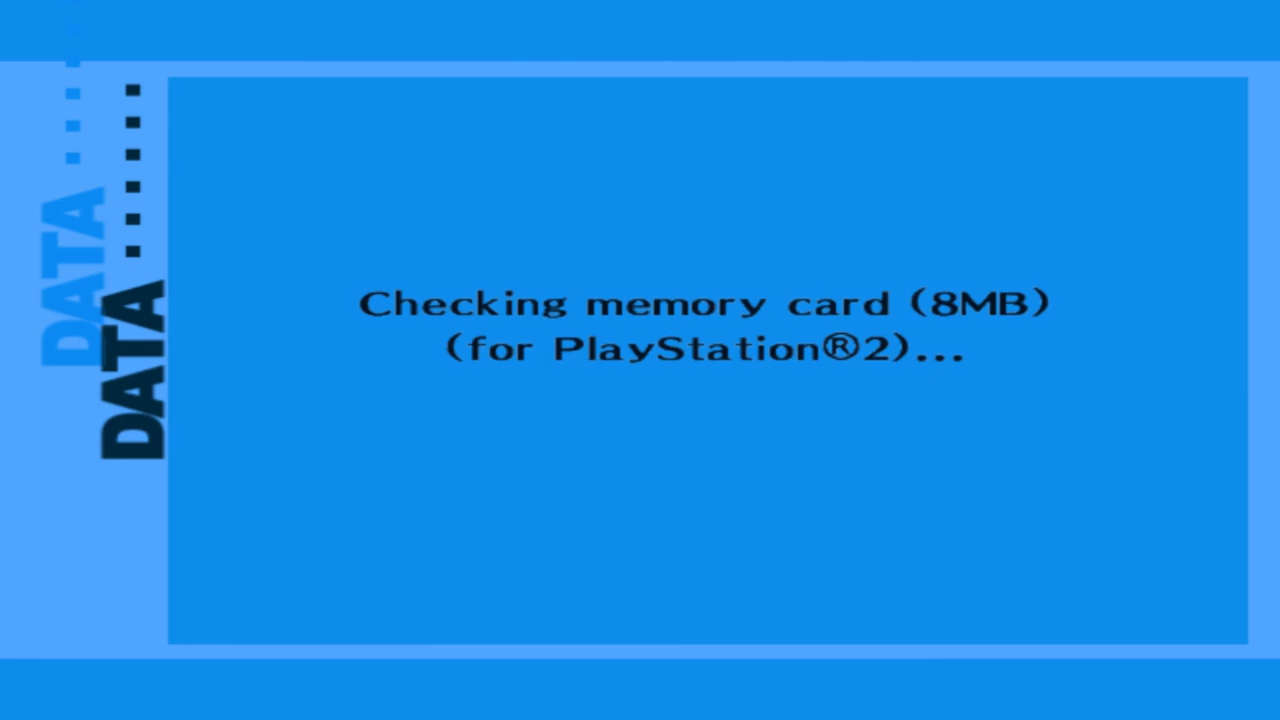 DATA ......
DATA ....
Checking memory card (8MB)
(for PlayStation®2)...